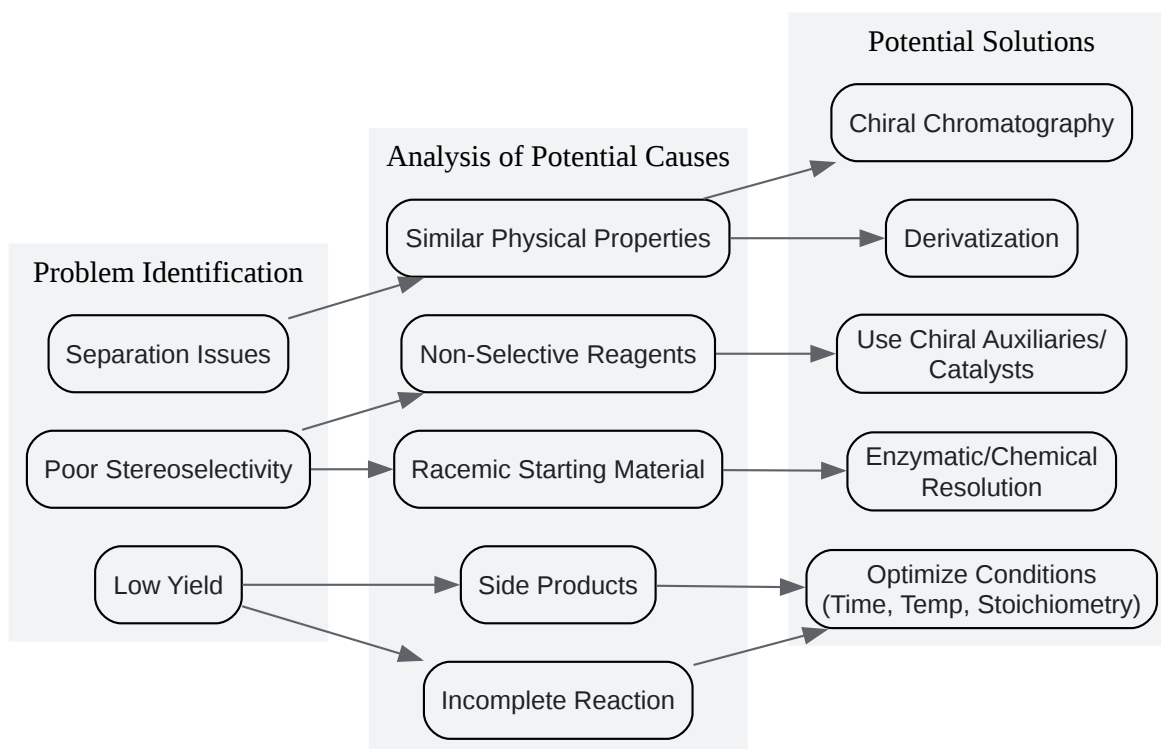 Problem Identification
Separation Issues
Poor Stereoselectivity
Low Yield
Analysis of Potential Causes
Similar Physical Properties
Non-Selective Reagents
Racemic Starting Material
Side Products
Incomplete Reaction
Potential Solutions
Chiral Chromatography
Derivatization
Use Chiral Auxiliaries/
Catalysts
Enzymatic/Chemical
Resolution
Optimize Conditions
(Time, Temp, Stoichiometry)